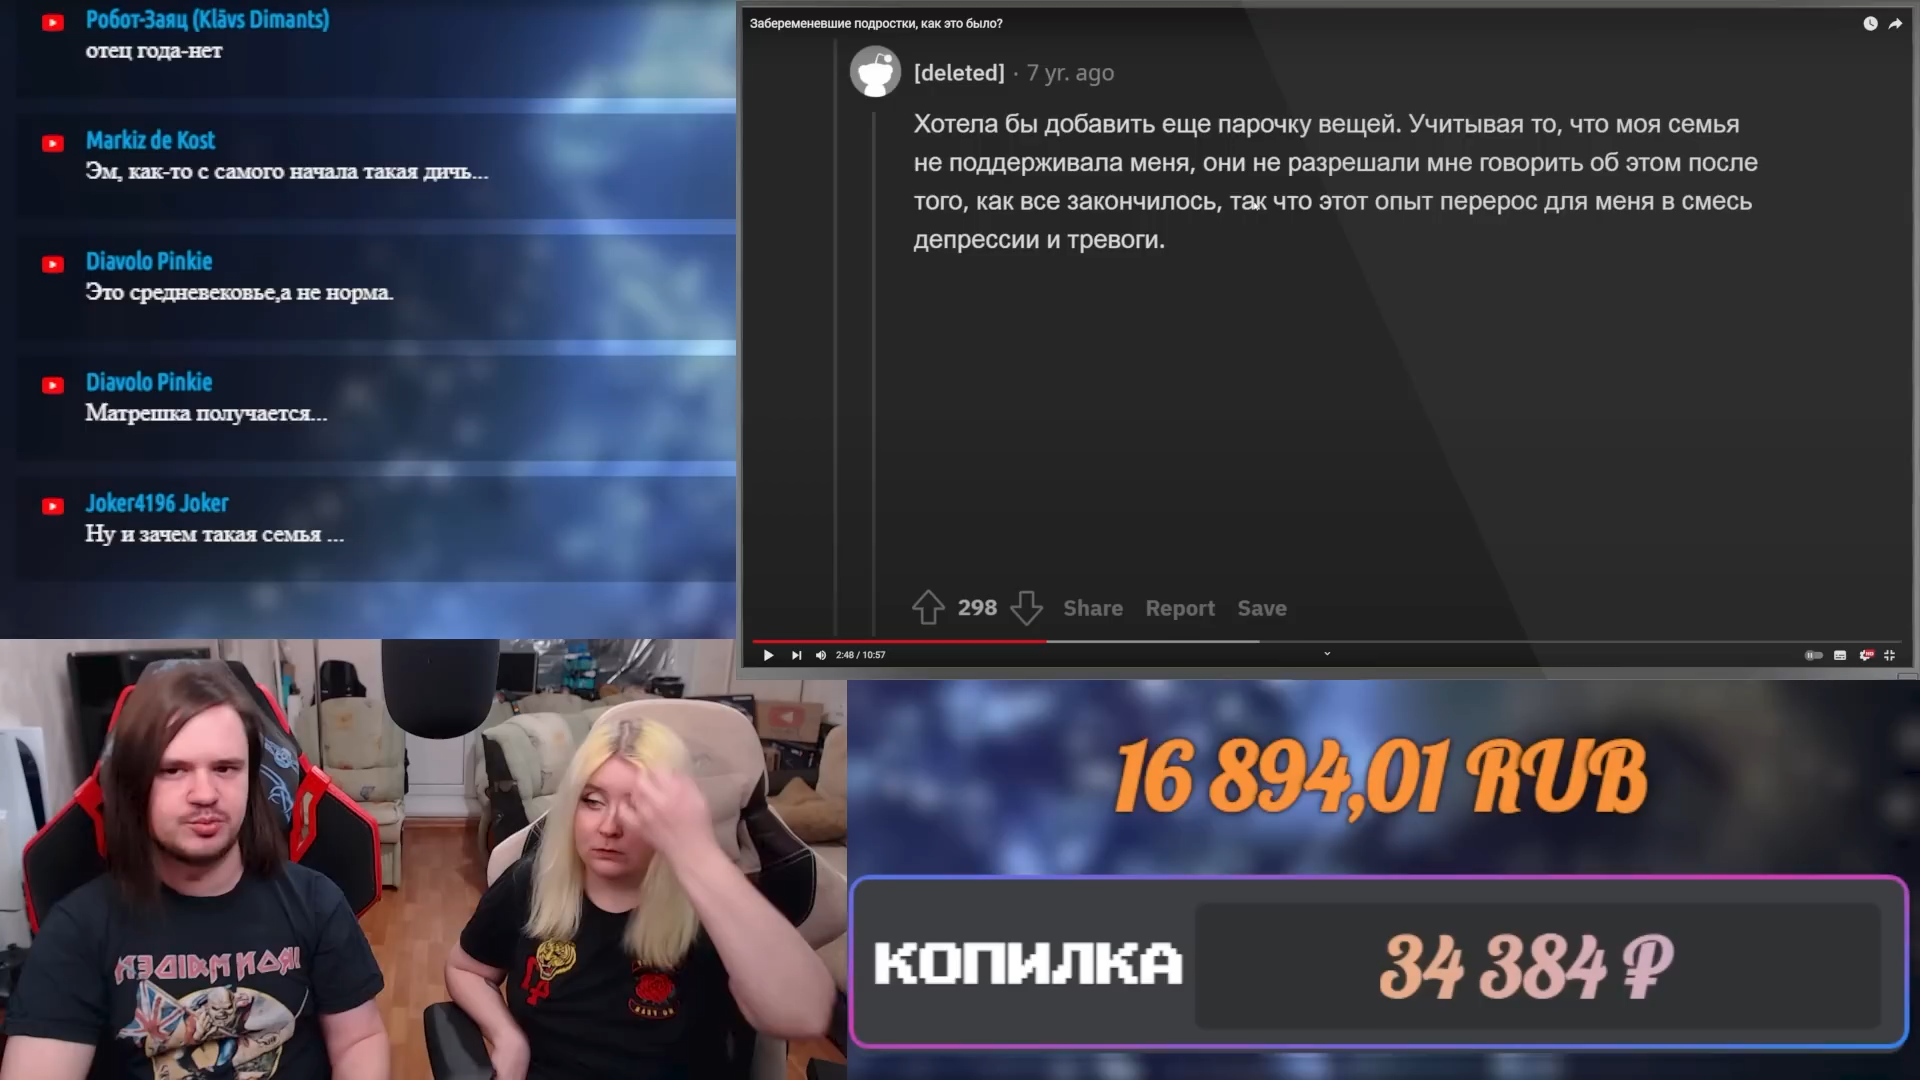 Робот-Заяц (Klāvs Dimants)
отец года-нет
Markiz de Kost
Эм, как-то с самого начала такая дичь...
Diavolo Pinkie
Это средневековье,а не норма.
Diavolo Pinkie
Матрешка получается...
Joker4196 Joker
Ну и зачем такая семья ...
Забеременевшие подростки, как это было?
[deleted] · 7 yr. ago
Хотела бы добавить еще парочку вещей. Учитывая то, что моя семья
не поддерживала меня, они не разрешали мне говорить об этом после
того, как все закончилось, так что этот опыт перерос для меня в смесь
депрессии и тревоги.
298 Share Report Save
2:48 / 10:57
IRON MAIDEN
16 894,01 RUB
КОПИЛКА
34 384 ₽